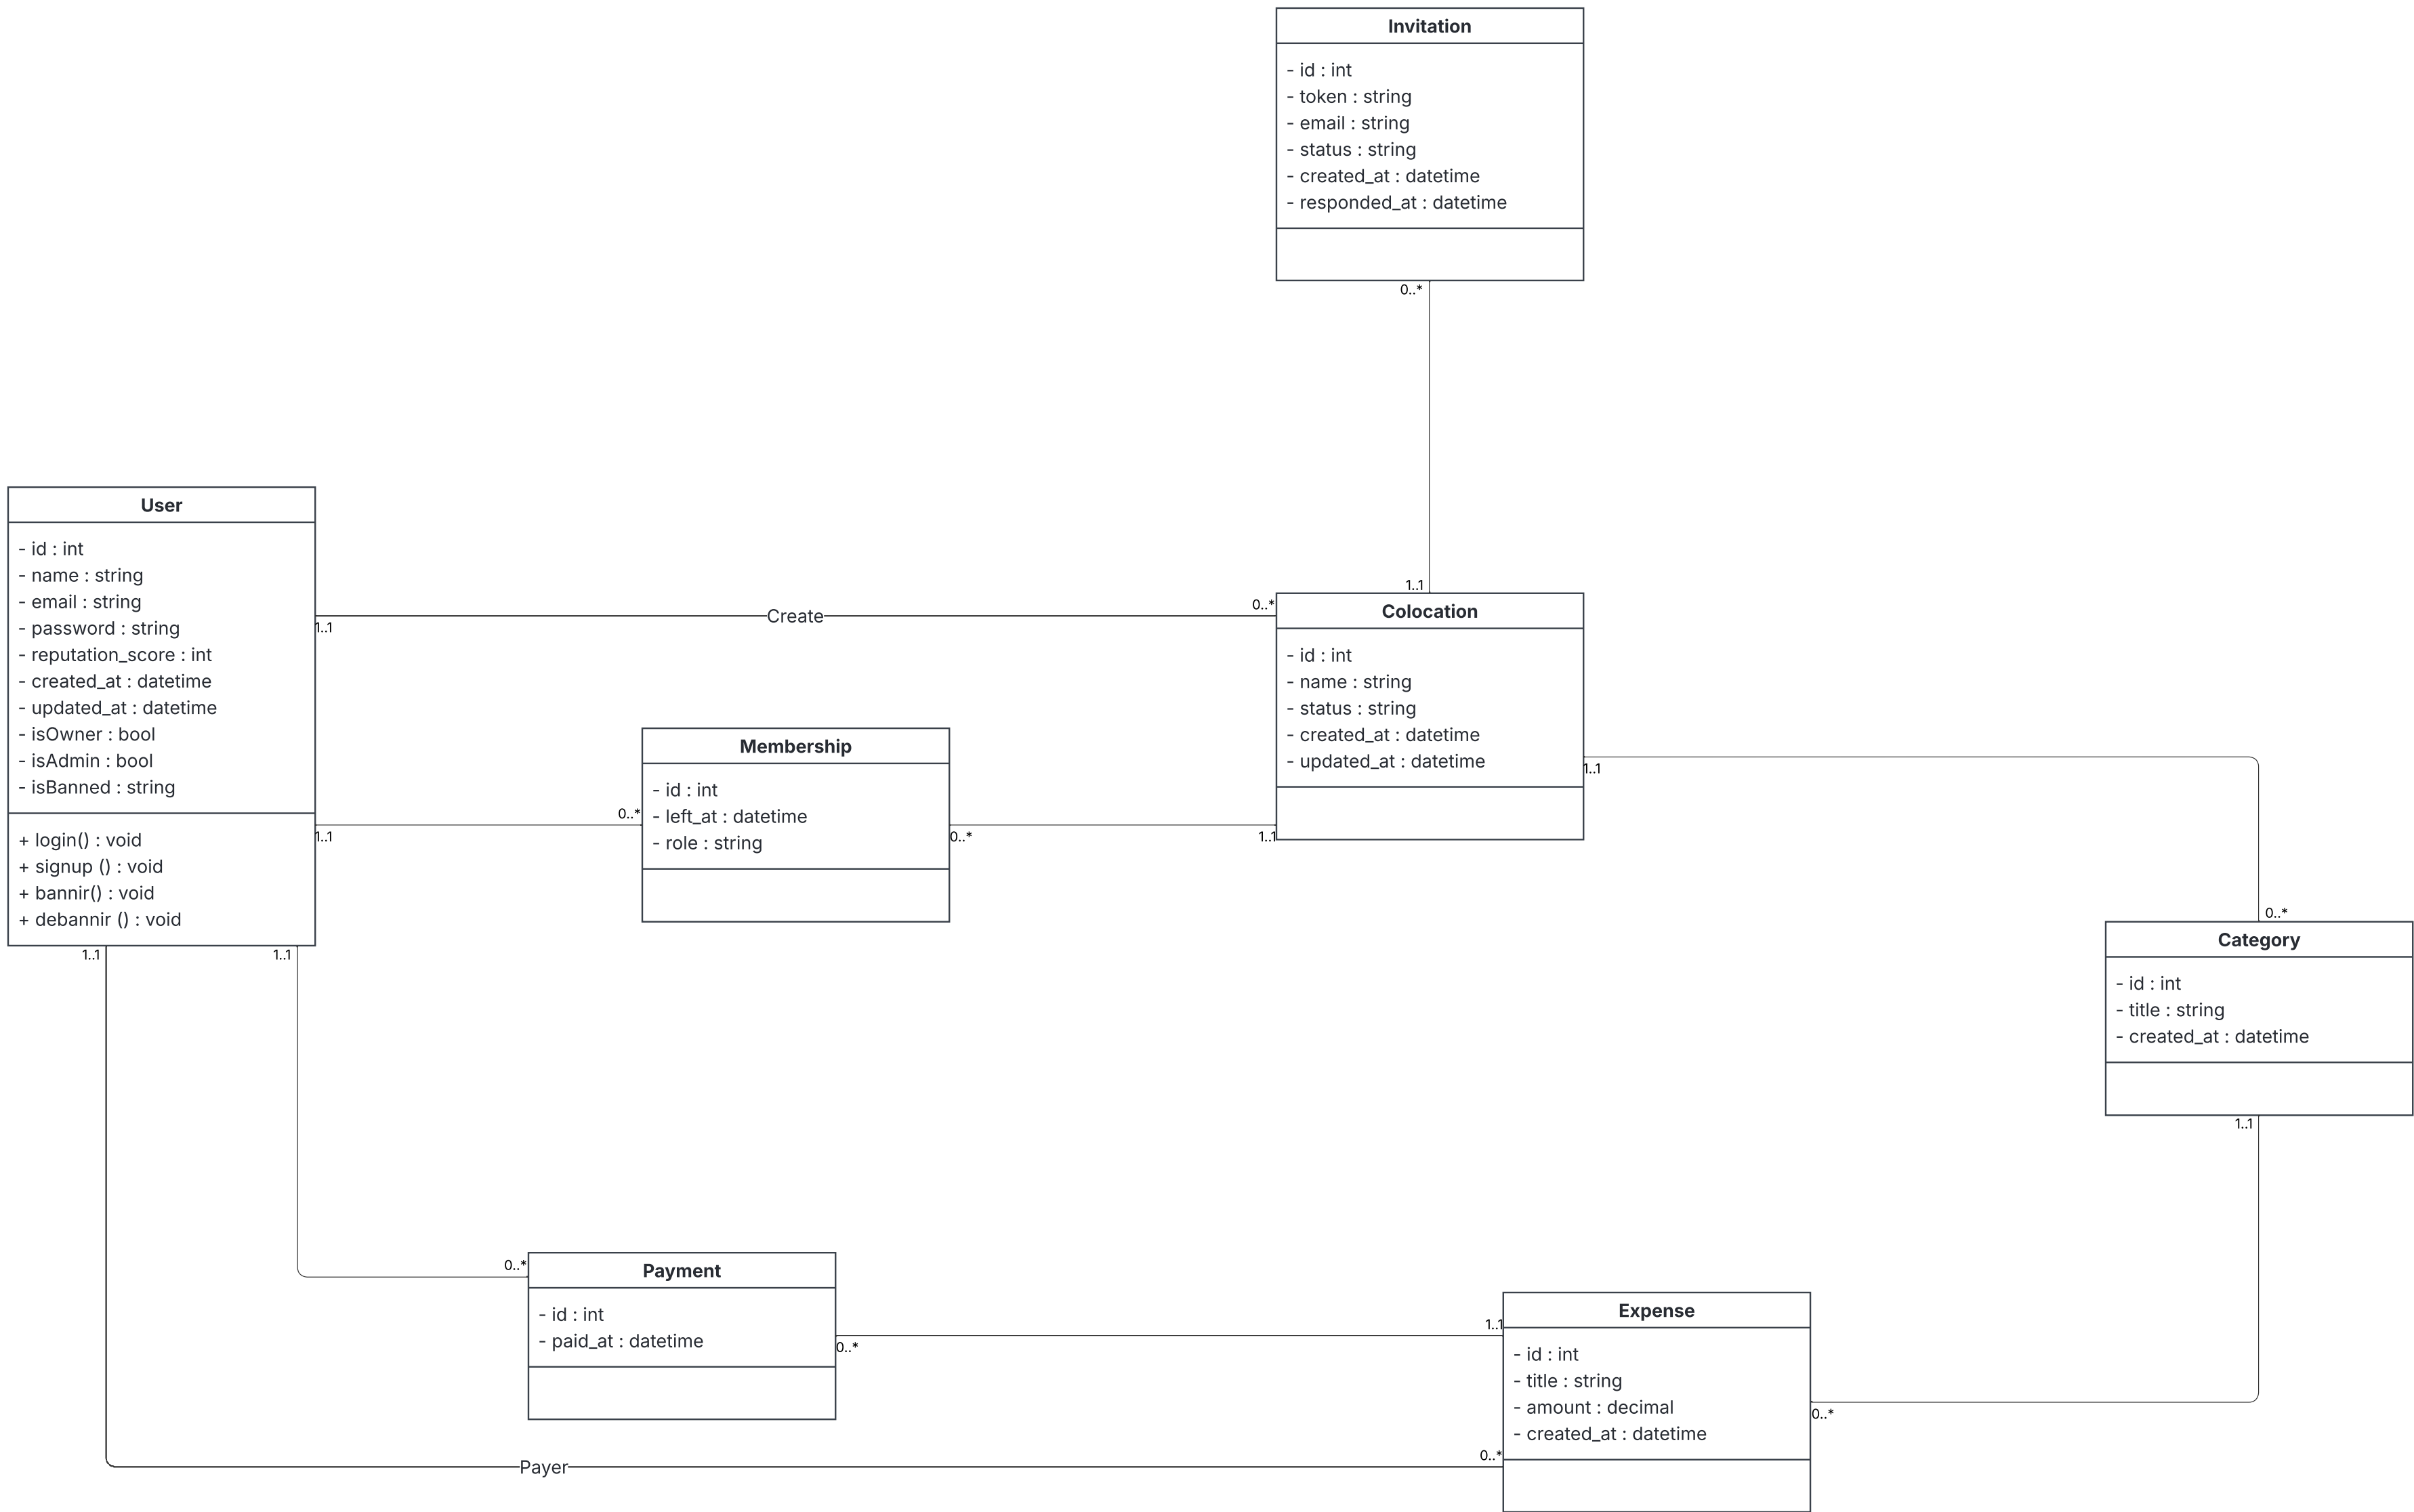 Invitation
- id : int
- token : string
- email : string
- status : string
- created_at : datetime
- responded_at : datetime
0..*
1..1
User
- id : int
- name : string
- email : string
- password : string
- reputation_score : int
- created_at : datetime
- updated_at : datetime
- isOwner : bool
- isAdmin : bool
- isBanned : string
+ login() : void
+ signup () : void
+ bannir() : void
+ debannir () : void
1..1
Create
0..*
Colocation
- id : int
- name : string
- status : string
- created_at : datetime
- updated_at : datetime
1..1
0..*
Membership
- id : int
- left_at : datetime
- role : string
0..*
1..1
1..1
0..*
Category
- id : int
- title : string
- created_at : datetime
1..1
1..1
1..1
0..*
Payment
- id : int
- paid_at : datetime
0..*
1..1
Expense
- id : int
- title : string
- amount : decimal
- created_at : datetime
0..*
Payer
0..*